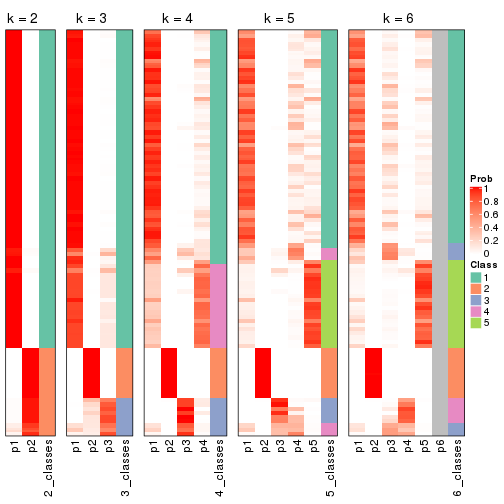 k = 2
k = 3
k = 4
k = 5
k = 6
Prob
1
0.8
0.6
0.4
0.2
0
Class
1
2
3
4
5
p1
p2
2_classes
p1
p2
p3
3_classes
p1
p2
p3
p4
4_classes
p1
p2
p3
p4
p5
5_classes
p1
p2
p3
p4
p5
p6
6_classes